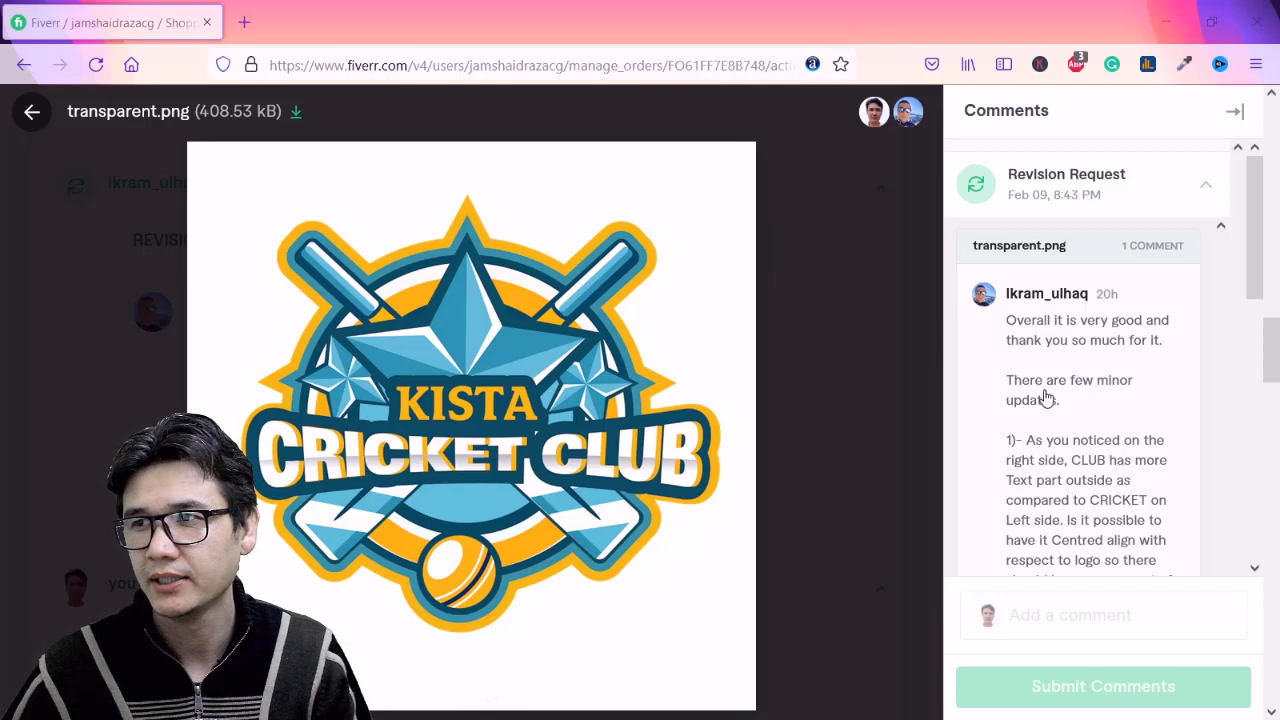 Fiverr / jamshaidrazacg / Shopp
https://www.fiverr.com/v4/users/jamshaidrazacg/manage_orders/FO61FF7E8B748/acti
3
transparent.png (408.53 kB)
Comments
Revision Request
Feb 09, 8:43 PM
ikram_ulh
REVISI
transparent.png 1 COMMENT
Ikram_ulhaq 20h
Overall it is very good and
thank you so much for it.
There are few minor
updates.
1)- As you noticed on the
right side, CLUB has more
Text part outside as
compared to CRICKET on
Left side. Is it possible to
have it Centred align with
respect to logo so there
KISTA
CRICKET CLUB
you
Add a comment
Submit Comments